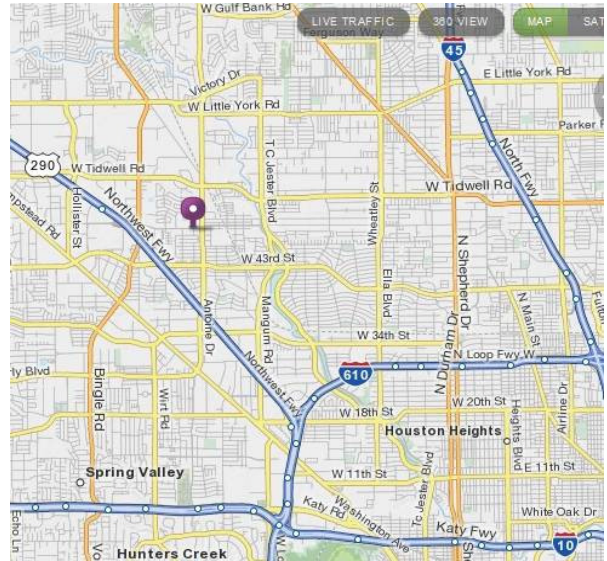 W Gulf Bank Rd
LIVE TRAFFIC
360 VIEW
MAP
SAT
Ferguson Way
45
Victory Dr
E Little York Rd
W Little York Rd
Parker
North Fwy
290
W Tidwell Rd
T C Jester Blvd
W Tidwell Rd
Hollister St
Northwest Fwy
Wheatley St
N Shepherd Dr
W 43rd St
Antoine Dr
Mangum Rd
Ella Blvd
N Main St
W 34th St
N Durham Dr
N Loop Fwy W
Northwest Fwy
610
Bingle Rd
Wirt Rd
W 18th St
W 20th St
Heights Blvd
Airline Dr
Houston Heights
Spring Valley
W 11th St
E 11th St
Tc Jester Blvd
Katy Rd
Washington Ave
White Oak Dr
Echo Ln
Katy Fwy
10
Hunters Creek